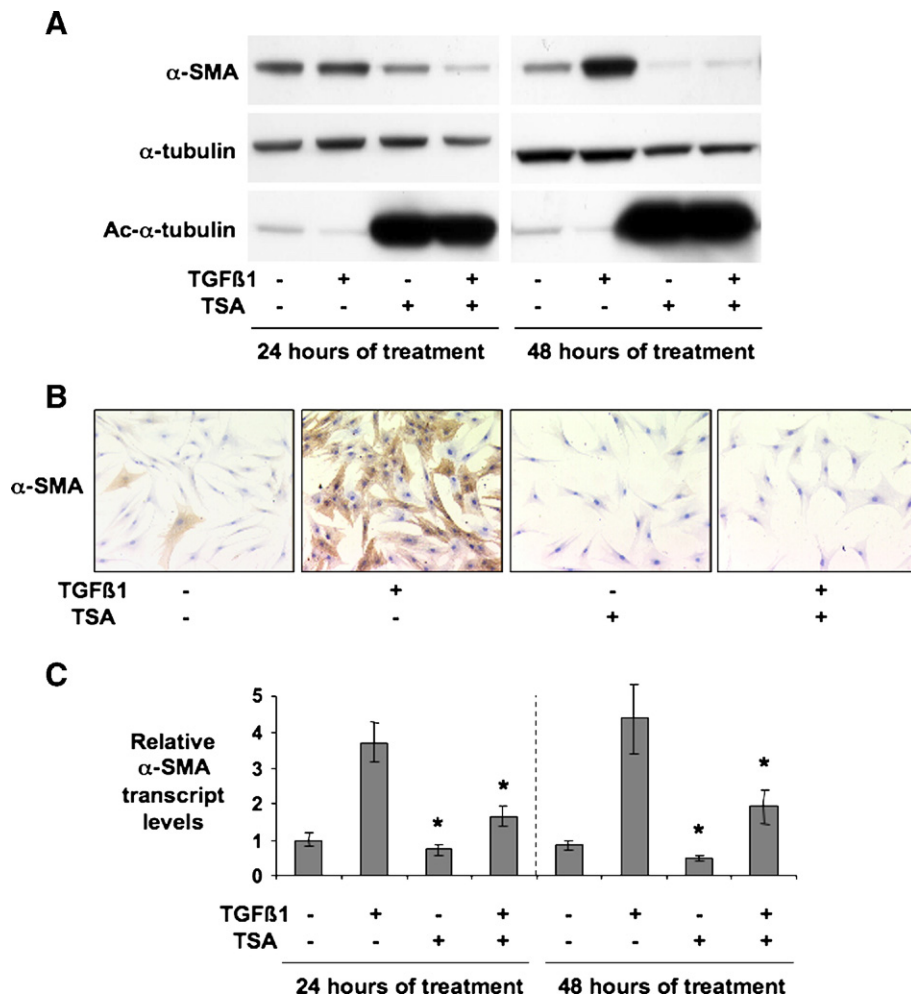 A
α-SMA
α-tubulin
Ac-α-tubulin
TGFß1 - + - + - + - +
TSA - - + + - - + +
24 hours of treatment 48 hours of treatment
B
α-SMA
TGFß1 - + - +
TSA - - + +
C
5
4
3
2
1
0
Relative
α-SMA
transcript
levels
* * * *
TGFß1 - + - + - + - +
TSA - - + + - - + +
24 hours of treatment 48 hours of treatment